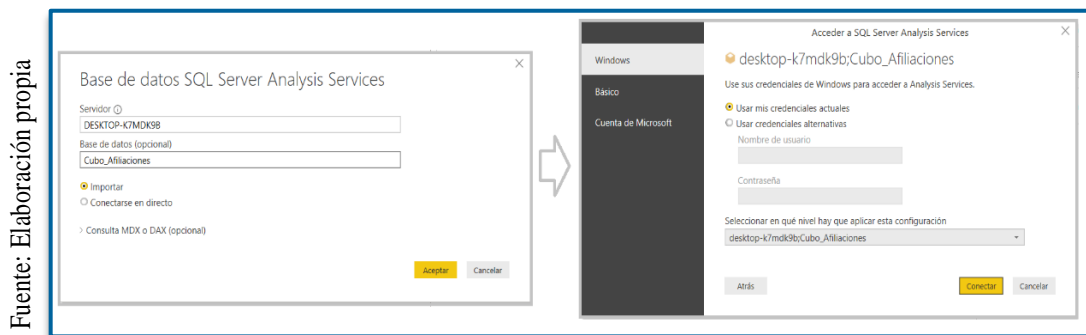 Fuente: Elaboración propia
Base de datos SQL Server Analysis Services
Servidor
DESKTOP-K7MDK9B
Base de datos (opcional)
Cubo_Afiliaciones
Importar
Conectarse en directo
Consulta MDX o DAX (opcional)
Aceptar
Cancelar
Acceder a SQL Server Analysis Services
Windows
Básico
Cuenta de Microsoft
desktop-k7mdk9b;Cubo_Afiliaciones
Use sus credenciales de Windows para acceder a Analysis Services.
Usar mis credenciales actuales
Usar credenciales alternativas
Nombre de usuario
Contraseña
Seleccionar en qué nivel hay que aplicar esta configuración
desktop-k7mdk9b;Cubo_Afiliaciones
Atrás
Conectar
Cancelar